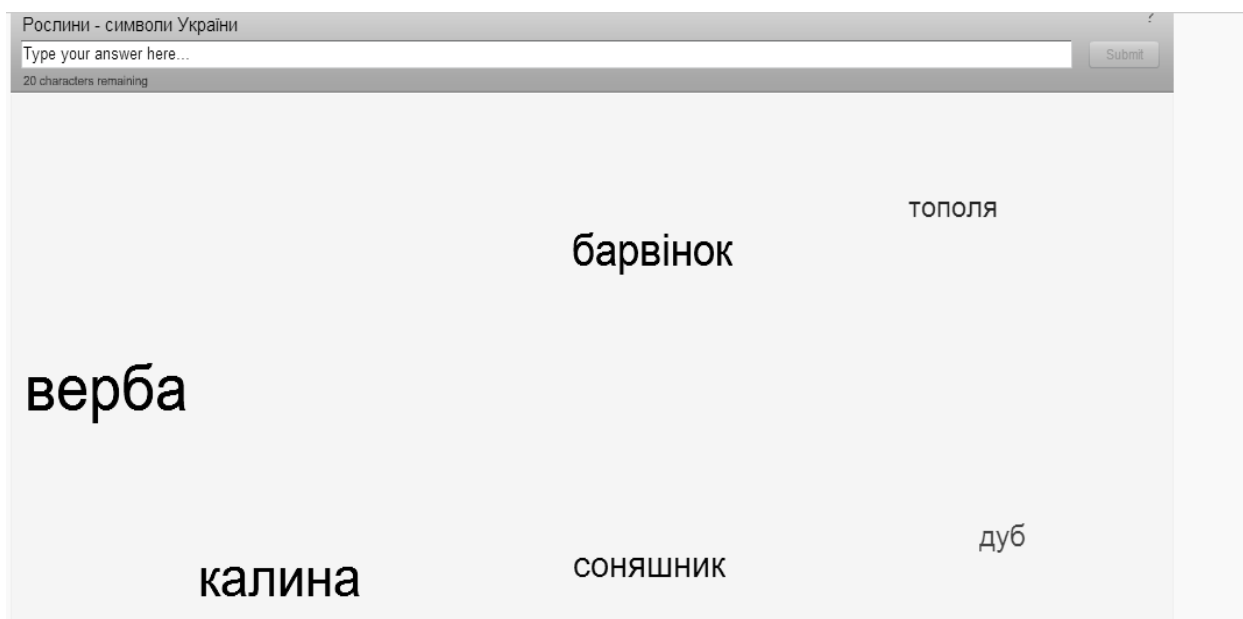 Рослини - символи України
?
Type your answer here...
Submit
20 characters remaining
тополя
барвінок
верба
дуб
соняшник
калина